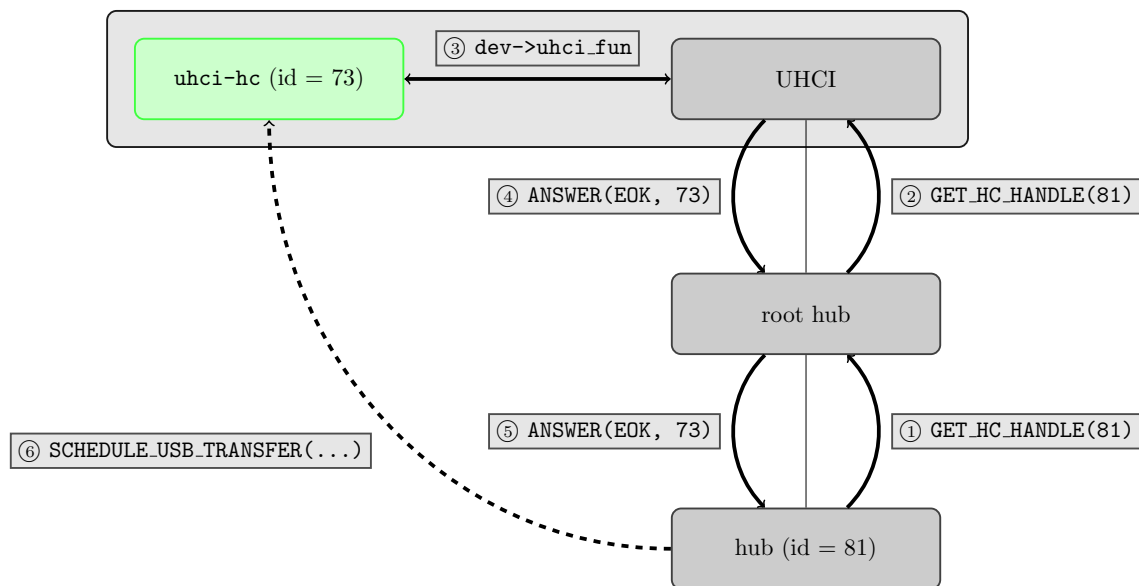 ③ dev->uhci_fun
uhci-hc (id = 73)
UHCI
④ ANSWER(EOK, 73)
② GET_HC_HANDLE(81)
root hub
⑤ ANSWER(EOK, 73)
① GET_HC_HANDLE(81)
⑥ SCHEDULE_USB_TRANSFER(...)
hub (id = 81)